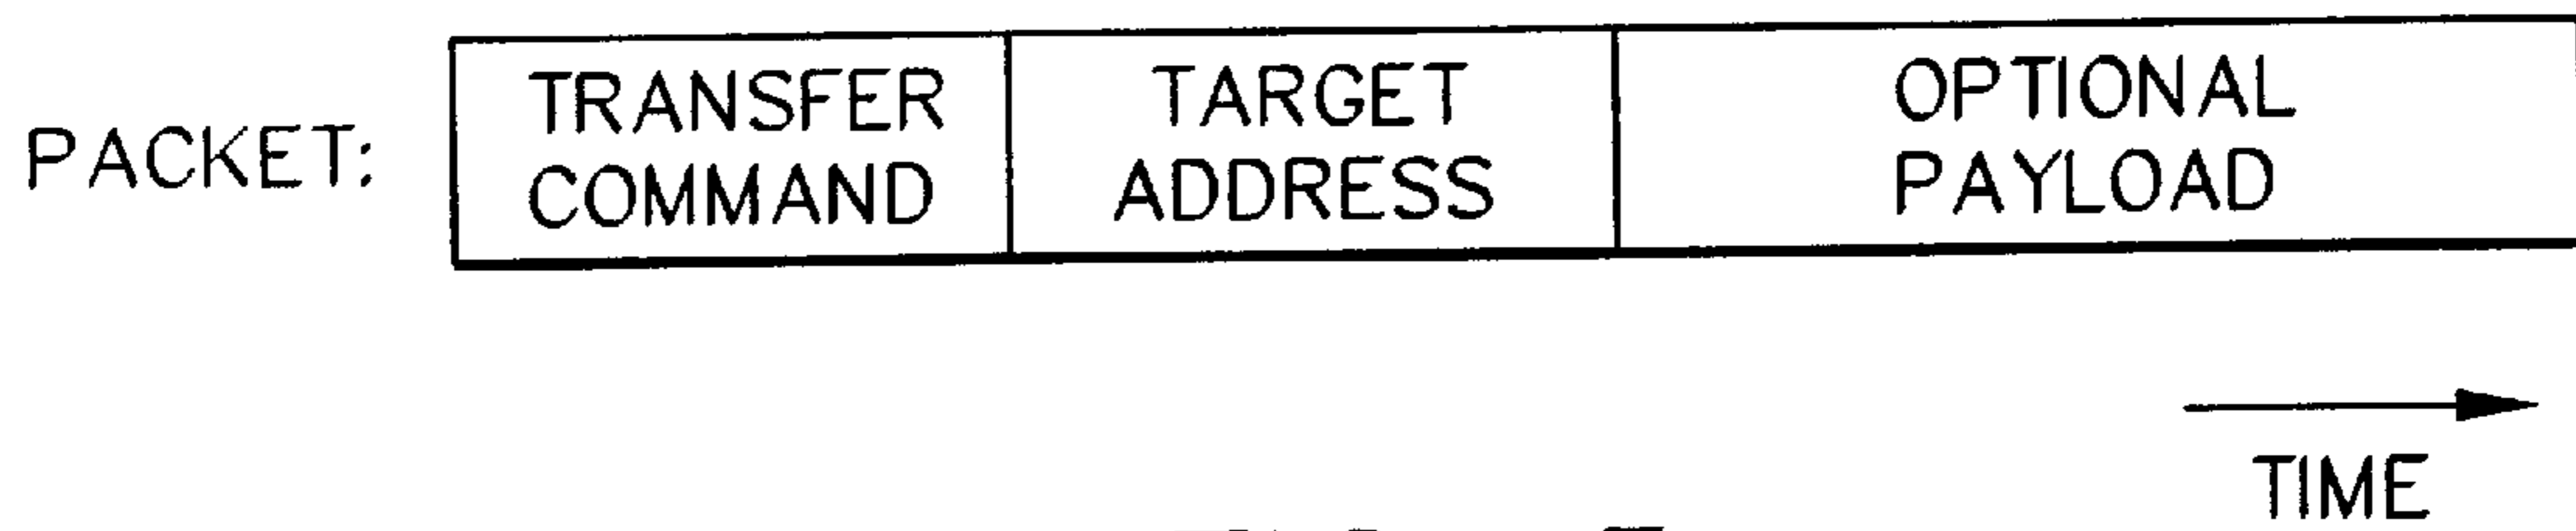 PACKET:
TRANSFER
COMMAND
TARGET
ADDRESS
OPTIONAL
PAYLOAD
TIME